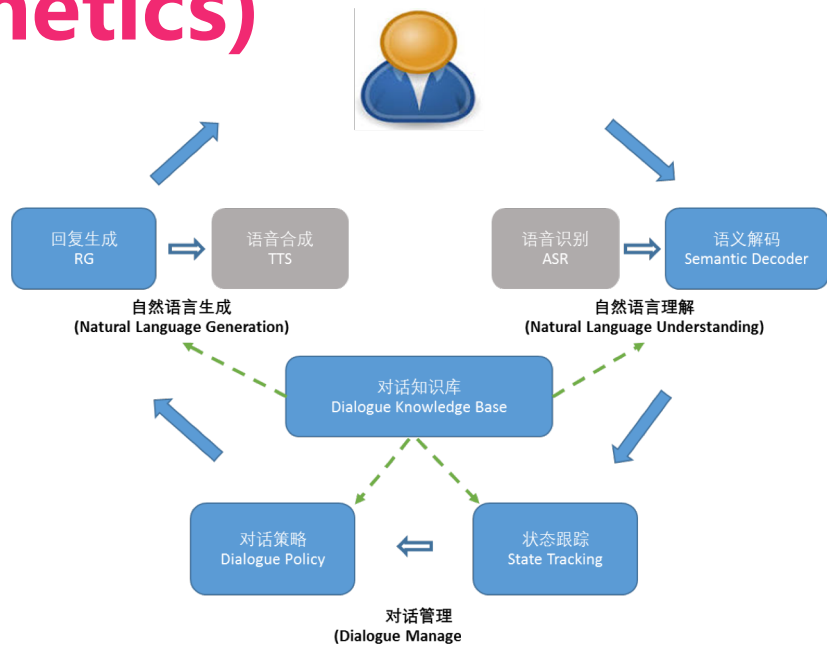 netics)
回复生成
RG
语音合成
TTS
语音识别
ASR
语义解码
Semantic Decoder
自然语言生成
(Natural Language Generation)
自然语言理解
(Natural Language Understanding)
对话知识库
Dialogue Knowledge Base
对话策略
Dialogue Policy
状态跟踪
State Tracking
对话管理
(Dialogue Manage